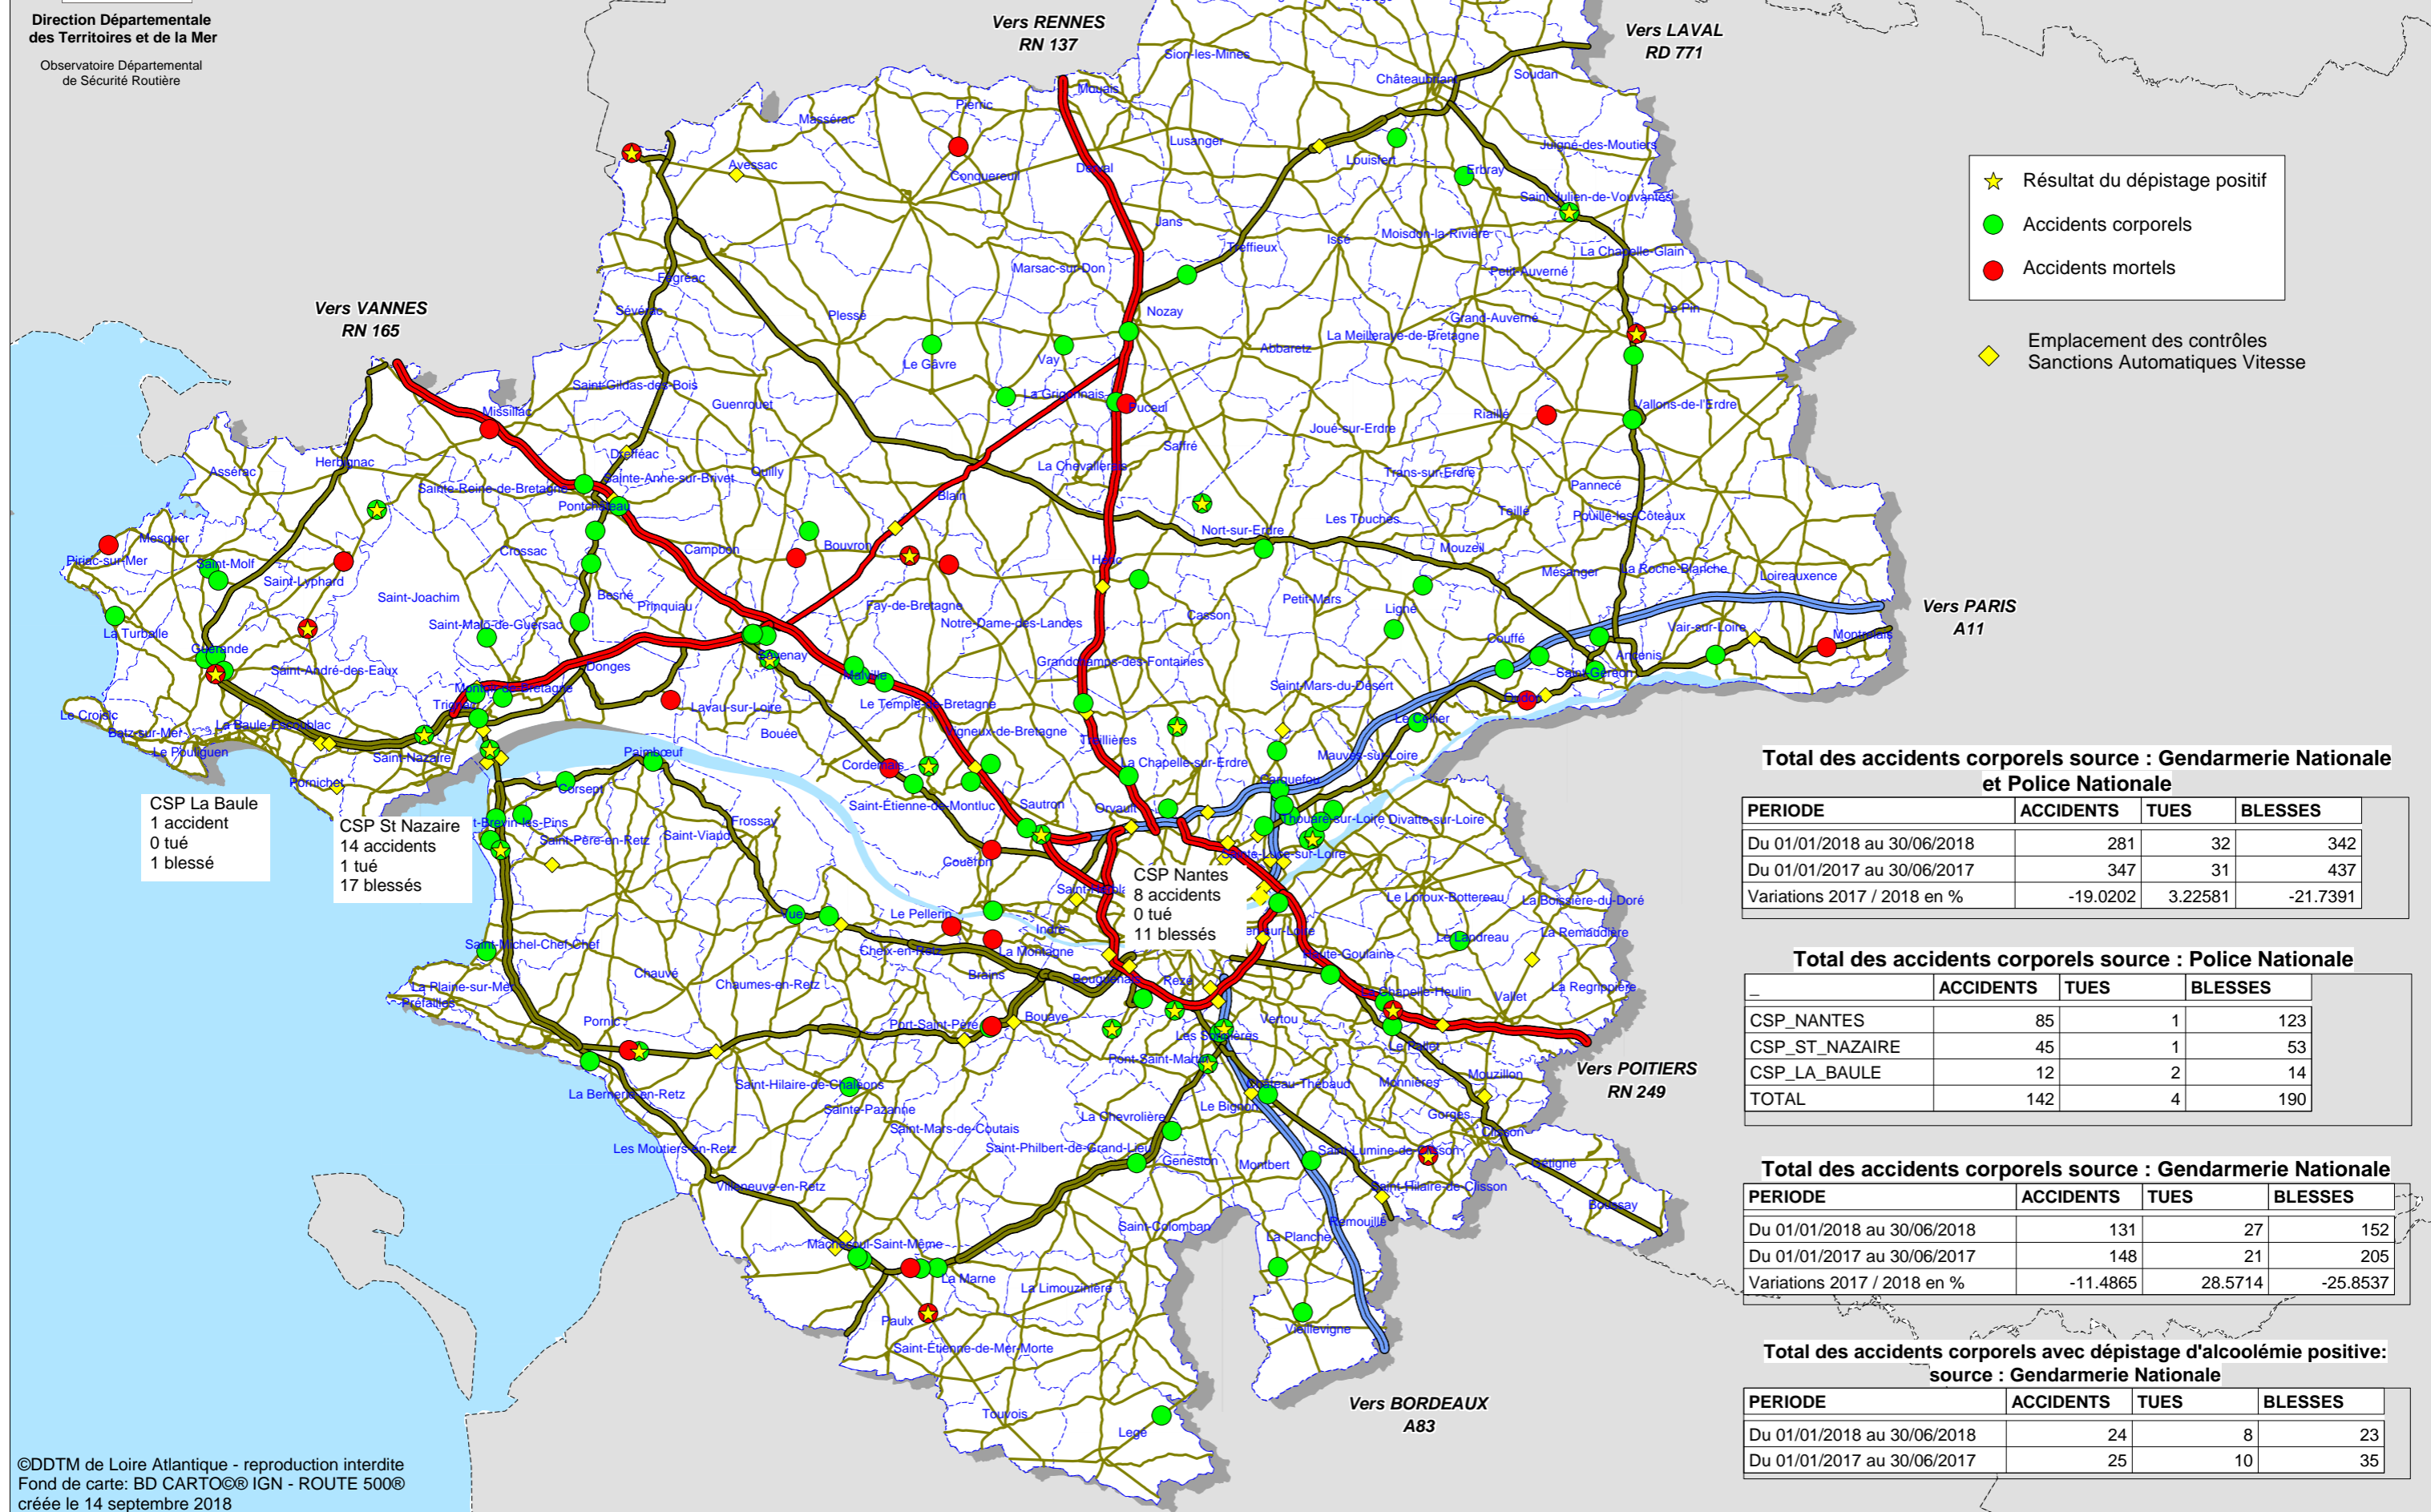 Direction Départementale
des Territoires et de la Mer
Observatoire Départemental
de Sécurité Routière
Vers RENNES
RN 137
Vers LAVAL
RD 771
Vers VANNES
RN 165
Vers PARIS
A11
Vers POITIERS
RN 249
Vers BORDEAUX
A83
Résultat du dépistage positif
Accidents corporels
Accidents mortels
Emplacement des contrôles
Sanctions Automatiques Vitesse
Sion-les-Mines
Châteaubriant
Soudan
Mouais
Pierric
Massérac
Lusanger
Juigné-des-Moutiers
Louisfert
Avessac
Derval
Conquereuil
Erbray
Saint-Julien-de-Vouvantes
Jans
Treffieux
Issé
Moisdon-la-Rivière
La Chapelle-Glain
Marsac-sur-Don
Petit-Auverné
Fégréac
Sévérac
Plessé
Nozay
Le Pin
Grand-Auverné
La Meilleraye-de-Bretagne
Abbaretz
Vay
Le Gâvre
Saint-Gildas-des-Bois
Guenrouet
La Grigonnais
Puceul
Vallons-de-l'Erdre
Riaillé
Missillac
Joué-sur-Erdre
Saffré
Drefféac
Herbignac
Assérac
Quilly
La Chevallerais
Trans-sur-Erdre
Sainte-Anne-sur-Brivet
Sainte-Reine-de-Bretagne
Pannecé
Blain
Pontchâteau
Teillé
Pouillé-les-Côteaux
Les Touches
Nort-sur-Erdre
Mesquer
Bouvron
Campbon
Crossac
Mouzeil
Piriac-sur-Mer
Saint-Molf
Héric
Saint-Lyphard
Mésanger
La Roche-Blanche
Loireauxence
Saint-Joachim
Besné
Prinquiau
Fay-de-Bretagne
Petit-Mars
Ligné
Casson
Notre-Dame-des-Landes
Saint-Malo-de-Guersac
La Turballe
Vair-sur-Loire
Montrelais
Couffé
Guérande
Savenay
Ancenis
Grandchamps-des-Fontaines
Saint-André-des-Eaux
Donges
Malville
Saint-Géréon
Montoir-de-Bretagne
Saint-Mars-du-Désert
Oudon
Trignac
Lavau-sur-Loire
Le Temple-de-Bretagne
Le Croisic
La Baule-Escoublac
Le Cellier
Batz-sur-Mer
Bouée
Vigneux-de-Bretagne
Treillières
Le Pouliguen
Saint-Nazaire
Paimbœuf
Mauves-sur-Loire
Cordemais
La Chapelle-sur-Erdre
Carquefou
Pornichet
Corsept
Saint-Étienne-de-Montluc
Sautron
Orvault
t-Brevin-les-Pins
Frossay
Thouaré-sur-Loire
Divatte-sur-Loire
Saint-Viaud
Saint-Père-en-Retz
Sainte-Luce-sur-Loire
Couëron
Saint-Herbla
Le Loroux-Bottereau
La Boissière-du-Doré
Vue
Le Pellerin
Indre
en-sur-Loire
Le Landreau
La Remaudière
Saint-Michel-Chef-Chef
Cheix-en-Retz
La Montagne
Haute-Goulaine
Chauvé
Brains
Bouguenais
Rezé
Chaumes-en-Retz
La Plaine-sur-Mer
La Regrippière
La Chapelle-Heulin
Vallet
Préfailles
Pornic
Port-Saint-Père
Bouaye
Vertou
Les Sorinières
Le Pallet
Pont-Saint-Martin
Mouzillon
Château-Thébaud
Monnières
Saint-Hilaire-de-Chaléons
La Bernerie-en-Retz
Sainte-Pazanne
Le Bignon
La Chevrolière
Gorges
Saint-Mars-de-Coutais
Clisson
Les Moutiers-en-Retz
Saint-Philbert-de-Grand-Lieu
Saint-Lumine-de-Clisson
Geneston
Montbert
Gétigné
Villeneuve-en-Retz
Saint-Hilaire-de-Clisson
Boussay
Saint-Colomban
Remouillé
La Planche
Machecoul-Saint-Même
La Marne
La Limouzinière
Paulx
Vieillevigne
Saint-Étienne-de-Mer-Morte
Touvois
Legé
CSP La Baule
1 accident
0 tué
1 blessé
CSP St Nazaire
14 accidents
1 tué
17 blessés
CSP Nantes
8 accidents
0 tué
11 blessés
Total des accidents corporels source : Gendarmerie Nationale
et Police Nationale
PERIODE ACCIDENTS TUES BLESSES
Du 01/01/2018 au 30/06/2018 281 32 342
Du 01/01/2017 au 30/06/2017 347 31 437
Variations 2017 / 2018 en % -19.0202 3.22581 -21.7391
Total des accidents corporels source : Police Nationale
_ ACCIDENTS TUES BLESSES
CSP_NANTES 85 1 123
CSP_ST_NAZAIRE 45 1 53
CSP_LA_BAULE 12 2 14
TOTAL 142 4 190
Total des accidents corporels source : Gendarmerie Nationale
PERIODE ACCIDENTS TUES BLESSES
Du 01/01/2018 au 30/06/2018 131 27 152
Du 01/01/2017 au 30/06/2017 148 21 205
Variations 2017 / 2018 en % -11.4865 28.5714 -25.8537
Total des accidents corporels avec dépistage d'alcoolémie positive:
source : Gendarmerie Nationale
PERIODE ACCIDENTS TUES BLESSES
Du 01/01/2018 au 30/06/2018 24 8 23
Du 01/01/2017 au 30/06/2017 25 10 35
©DDTM de Loire Atlantique - reproduction interdite
Fond de carte: BD CARTO©® IGN - ROUTE 500®
créée le 14 septembre 2018